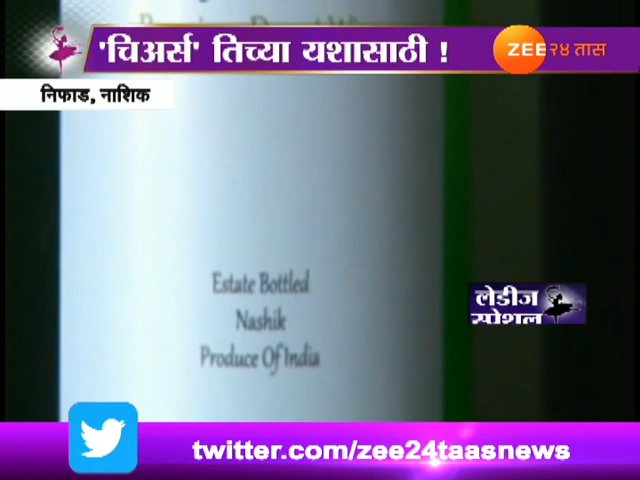 'चिअर्स' तिच्या यशासाठी !
ZEE २४ तास
निफाड, नाशिक
Estate Bottled
Nashik
Produce Of India
लेडीज
स्पेशल
twitter.com/zee24taasnews